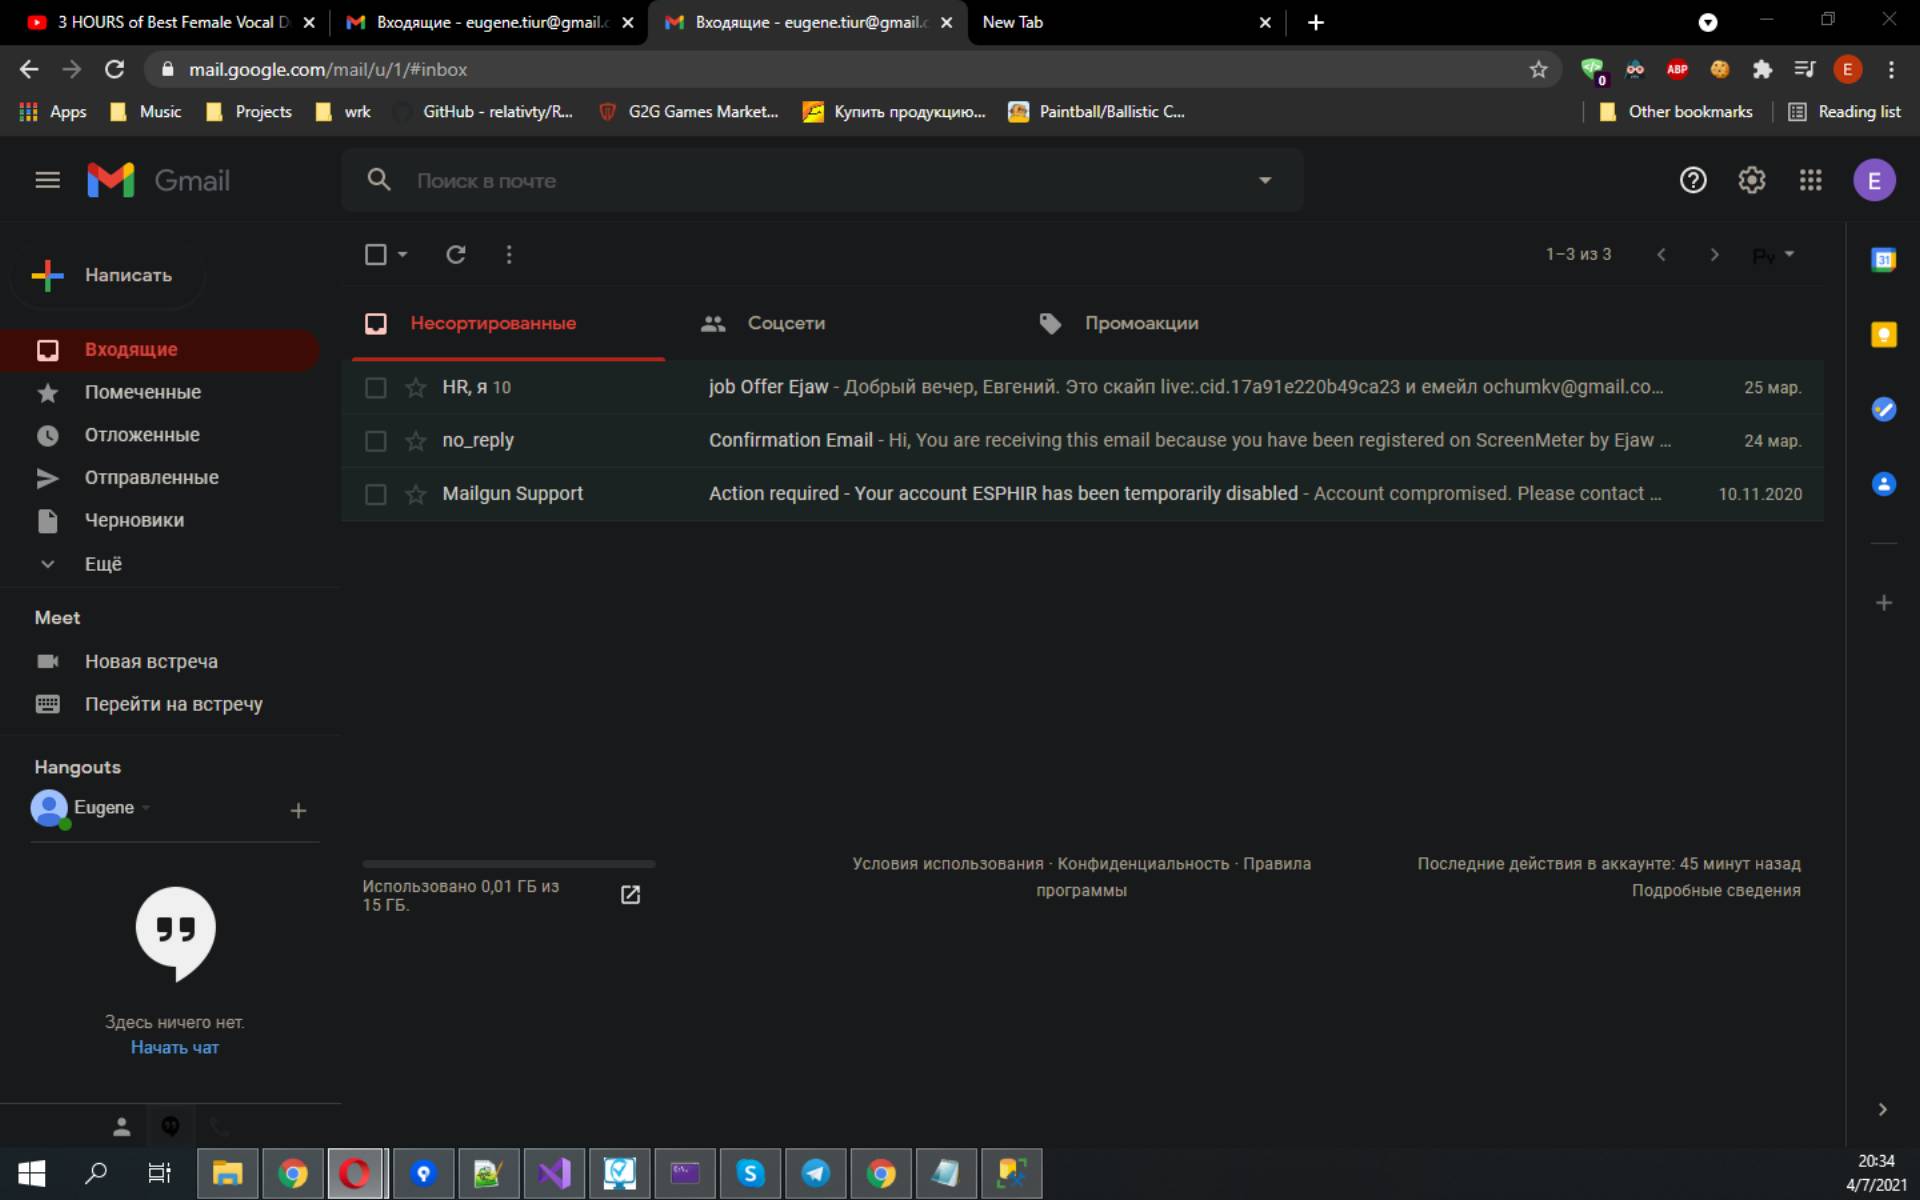 3 HOURS of Best Female Vocal D
Входящие - eugene.tiur@gmail.c
Входящие - eugene.tiur@gmail.c
New Tab
mail.google.com/mail/u/1/#inbox
0
ABP
E
Apps
Music
Projects
wrk
GitHub - relativty/R...
G2G Games Market...
Купить продукцию...
Paintball/Ballistic C...
Other bookmarks
Reading list
Gmail
Поиск в почте
E
Написать
1–3 из 3
Ру
31
Входящие
Помеченные
Отложенные
Отправленные
Черновики
Ещё
Несортированные
Соцсети
Промоакции
HR, я 10
job Offer Ejaw - Добрый вечер, Евгений. Это скайп live:.cid.17a91e220b49ca23 и емейл ochumkv@gmail.co...
25 мар.
no_reply
Confirmation Email - Hi, You are receiving this email because you have been registered on ScreenMeter by Ejaw ...
24 мар.
Mailgun Support
Action required - Your account ESPHIR has been temporarily disabled - Account compromised. Please contact ...
10.11.2020
Meet
Новая встреча
Перейти на встречу
Hangouts
Eugene
Здесь ничего нет.
Начать чат
Использовано 0,01 ГБ из
15 ГБ.
Условия использования · Конфиденциальность · Правила
программы
Последние действия в аккаунте: 45 минут назад
Подробные сведения
20:34
4/7/2021